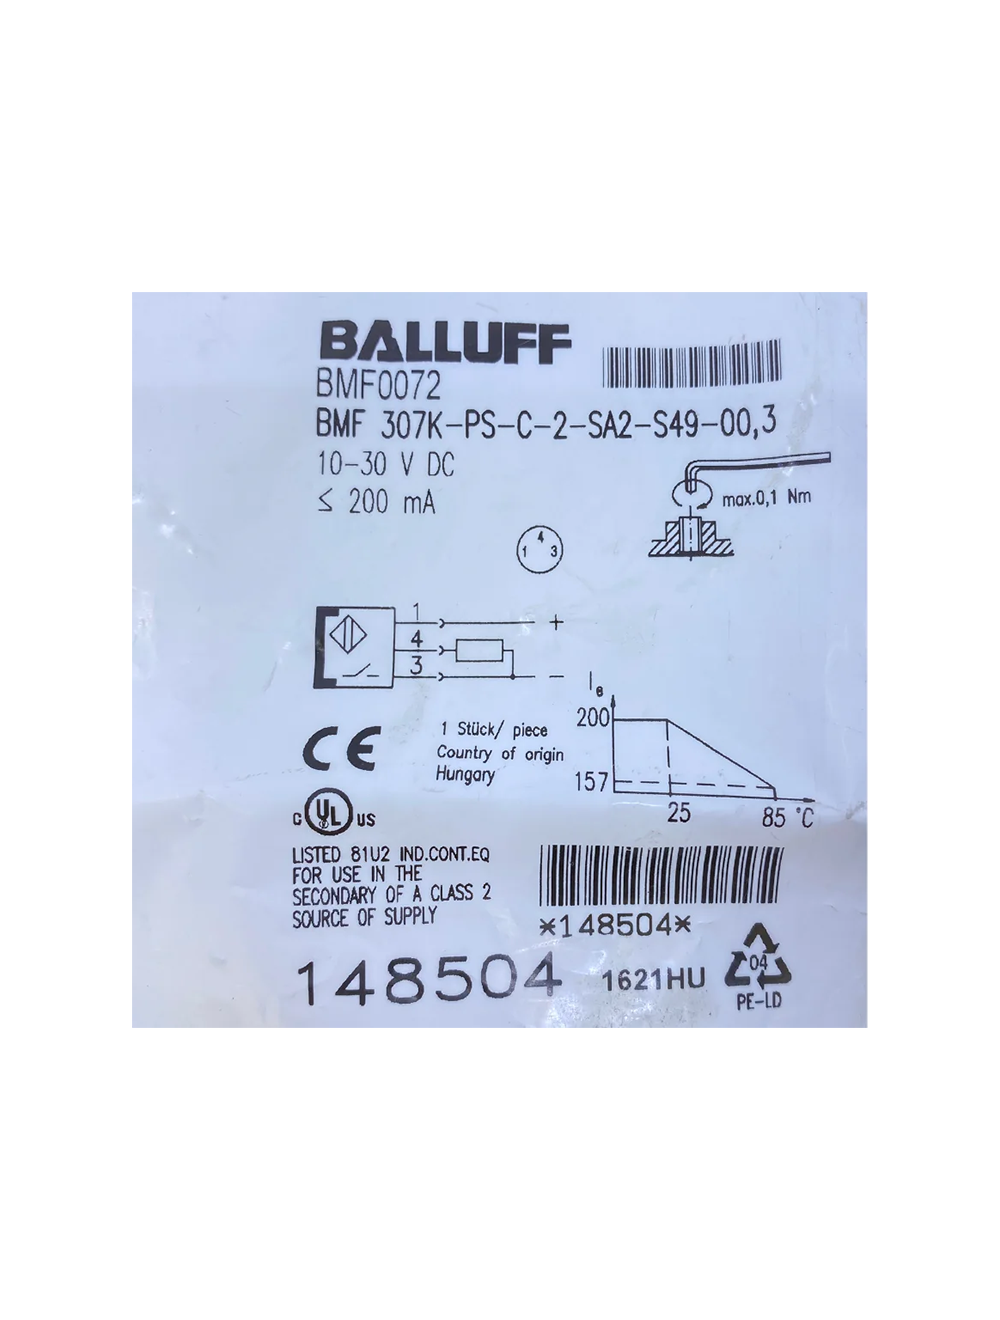 BALLUFF
BMF0072
BMF 307K-PS-C-2-SA2-S49-00,3
10-30 V DC
≤ 200 mA
max.0,1 Nm
4
1 3
1
+
4
3
−
Ie
200
157
25
85 °C
CE
1 Stück/ piece
Country of origin
Hungary
C UL US
LISTED 81U2 IND.CONT.EQ
FOR USE IN THE
SECONDARY OF A CLASS 2
SOURCE OF SUPPLY
*148504*
148504
1621HU
04
PE-LD